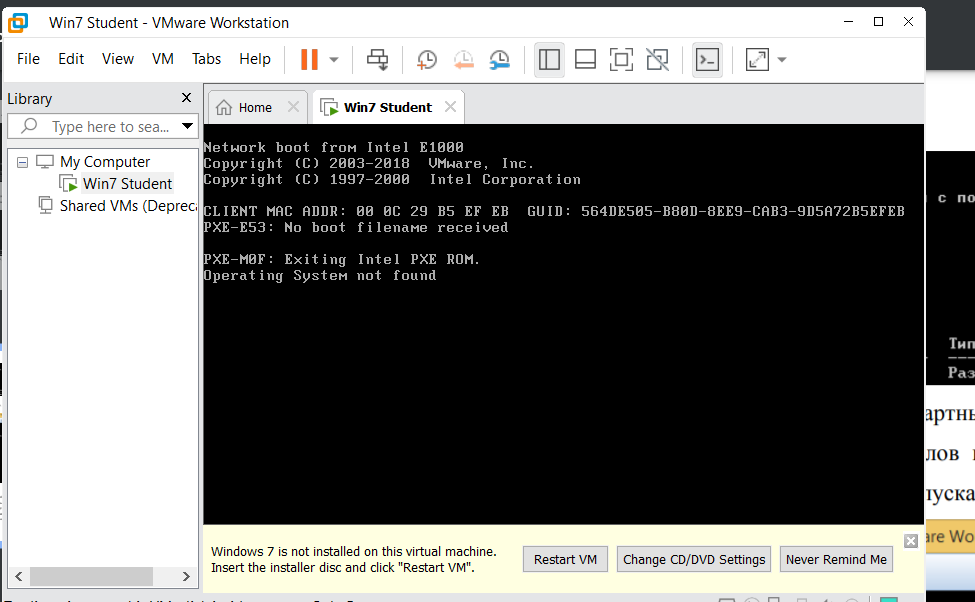 Win7 Student - VMware Workstation
File Edit View VM Tabs Help
Library
Type here to sea...
My Computer
Win7 Student
Shared VMs (Depreca
Home
Win7 Student
Network boot from Intel E1000
Copyright (C) 2003-2018 VMware, Inc.
Copyright (C) 1997-2000 Intel Corporation
CLIENT MAC ADDR: 00 0C 29 B5 EF EB GUID: 564DE505-B80D-8EE9-CAB3-9D5A72B5EFEB
PXE-E53: No boot filename received
PXE-M0F: Exiting Intel PXE ROM.
Operating System not found
Windows 7 is not installed on this virtual machine.
Insert the installer disc and click "Restart VM".
Restart VM
Change CD/DVD Settings
Never Remind Me
с по
Тип
Раз
артны
лов
пуска
are Wo